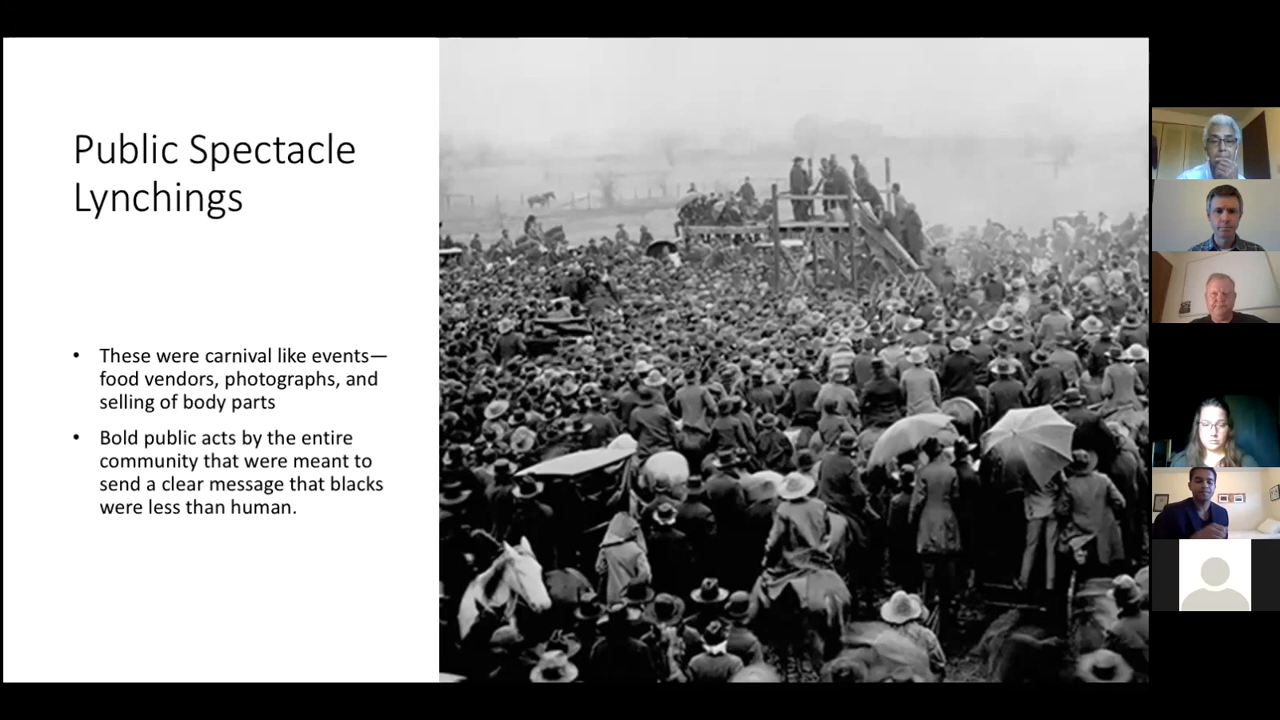 Public Spectacle
Lynchings
• These were carnival like events—
food vendors, photographs, and
selling of body parts
• Bold public acts by the entire
community that were meant to
send a clear message that blacks
were less than human.